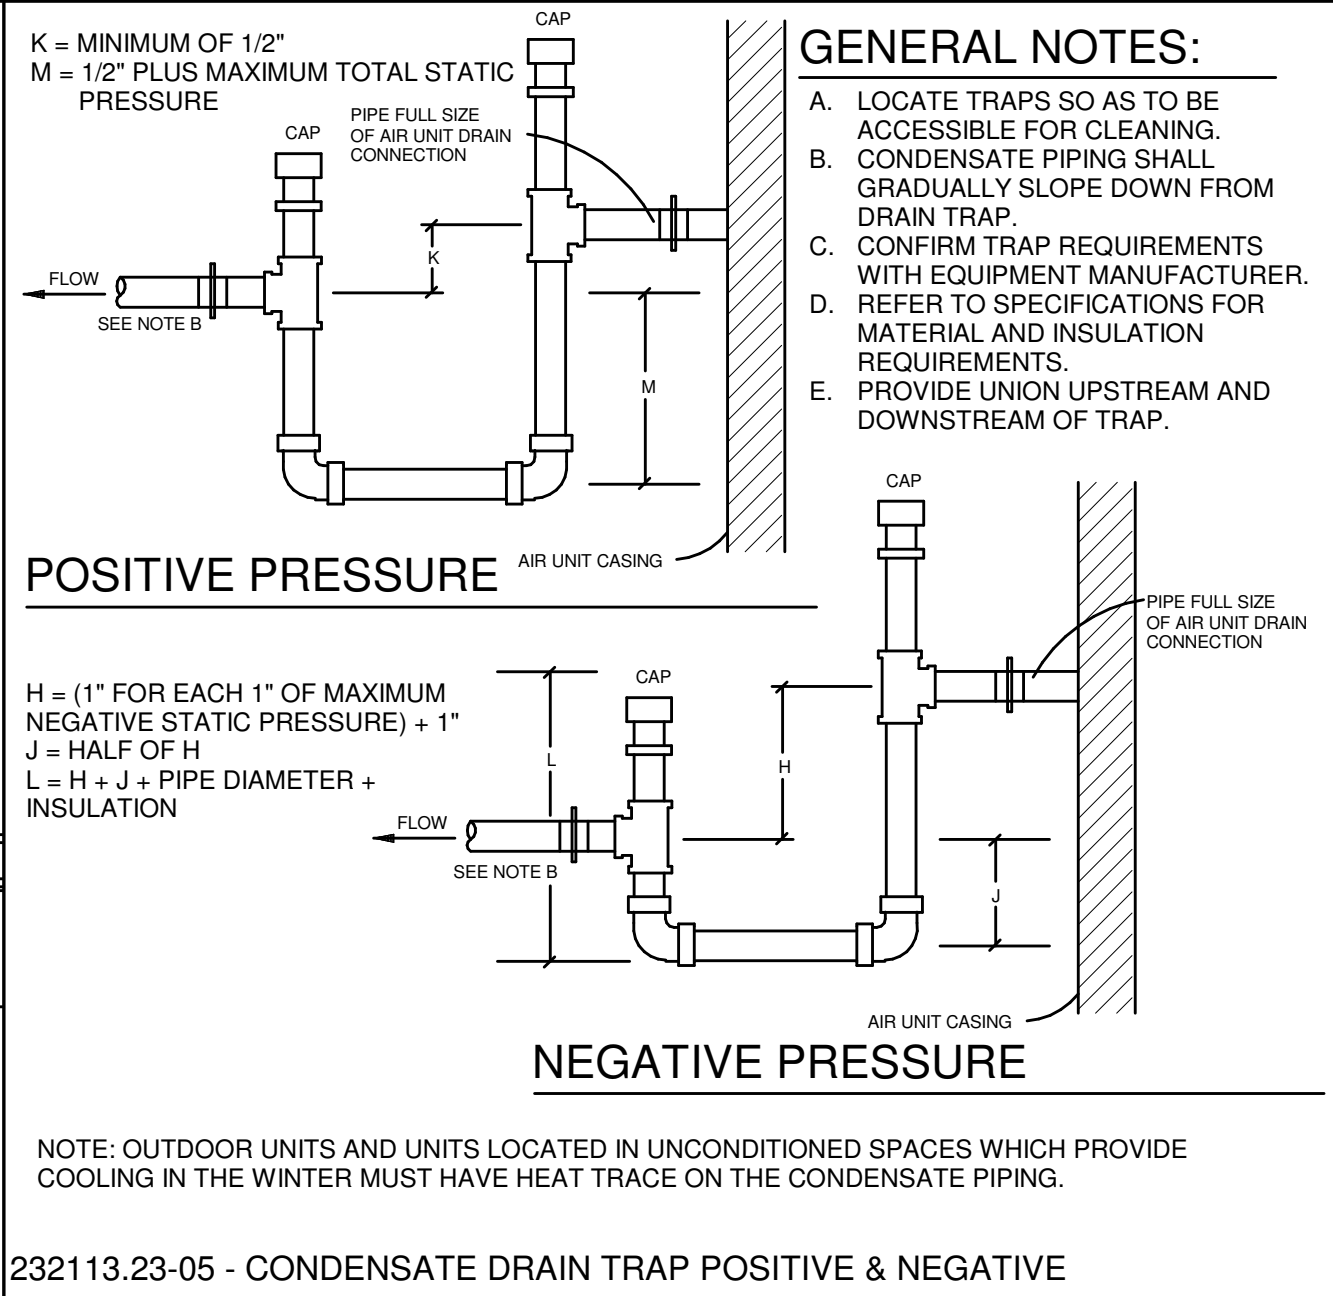 K = MINIMUM OF 1/2"
M = 1/2" PLUS MAXIMUM TOTAL STATIC
PRESSURE
CAP
CAP
PIPE FULL SIZE
OF AIR UNIT DRAIN
CONNECTION
K
FLOW
SEE NOTE B
M
AIR UNIT CASING
POSITIVE PRESSURE
GENERAL NOTES:
A. LOCATE TRAPS SO AS TO BE
ACCESSIBLE FOR CLEANING.
B. CONDENSATE PIPING SHALL
GRADUALLY SLOPE DOWN FROM
DRAIN TRAP.
C. CONFIRM TRAP REQUIREMENTS
WITH EQUIPMENT MANUFACTURER.
D. REFER TO SPECIFICATIONS FOR
MATERIAL AND INSULATION
REQUIREMENTS.
E. PROVIDE UNION UPSTREAM AND
DOWNSTREAM OF TRAP.
H = (1" FOR EACH 1" OF MAXIMUM
NEGATIVE STATIC PRESSURE) + 1"
J = HALF OF H
L = H + J + PIPE DIAMETER +
INSULATION
CAP
CAP
PIPE FULL SIZE
OF AIR UNIT DRAIN
CONNECTION
L
H
FLOW
SEE NOTE B
J
AIR UNIT CASING
NEGATIVE PRESSURE
NOTE: OUTDOOR UNITS AND UNITS LOCATED IN UNCONDITIONED SPACES WHICH PROVIDE
COOLING IN THE WINTER MUST HAVE HEAT TRACE ON THE CONDENSATE PIPING.
232113.23-05 - CONDENSATE DRAIN TRAP POSITIVE & NEGATIVE